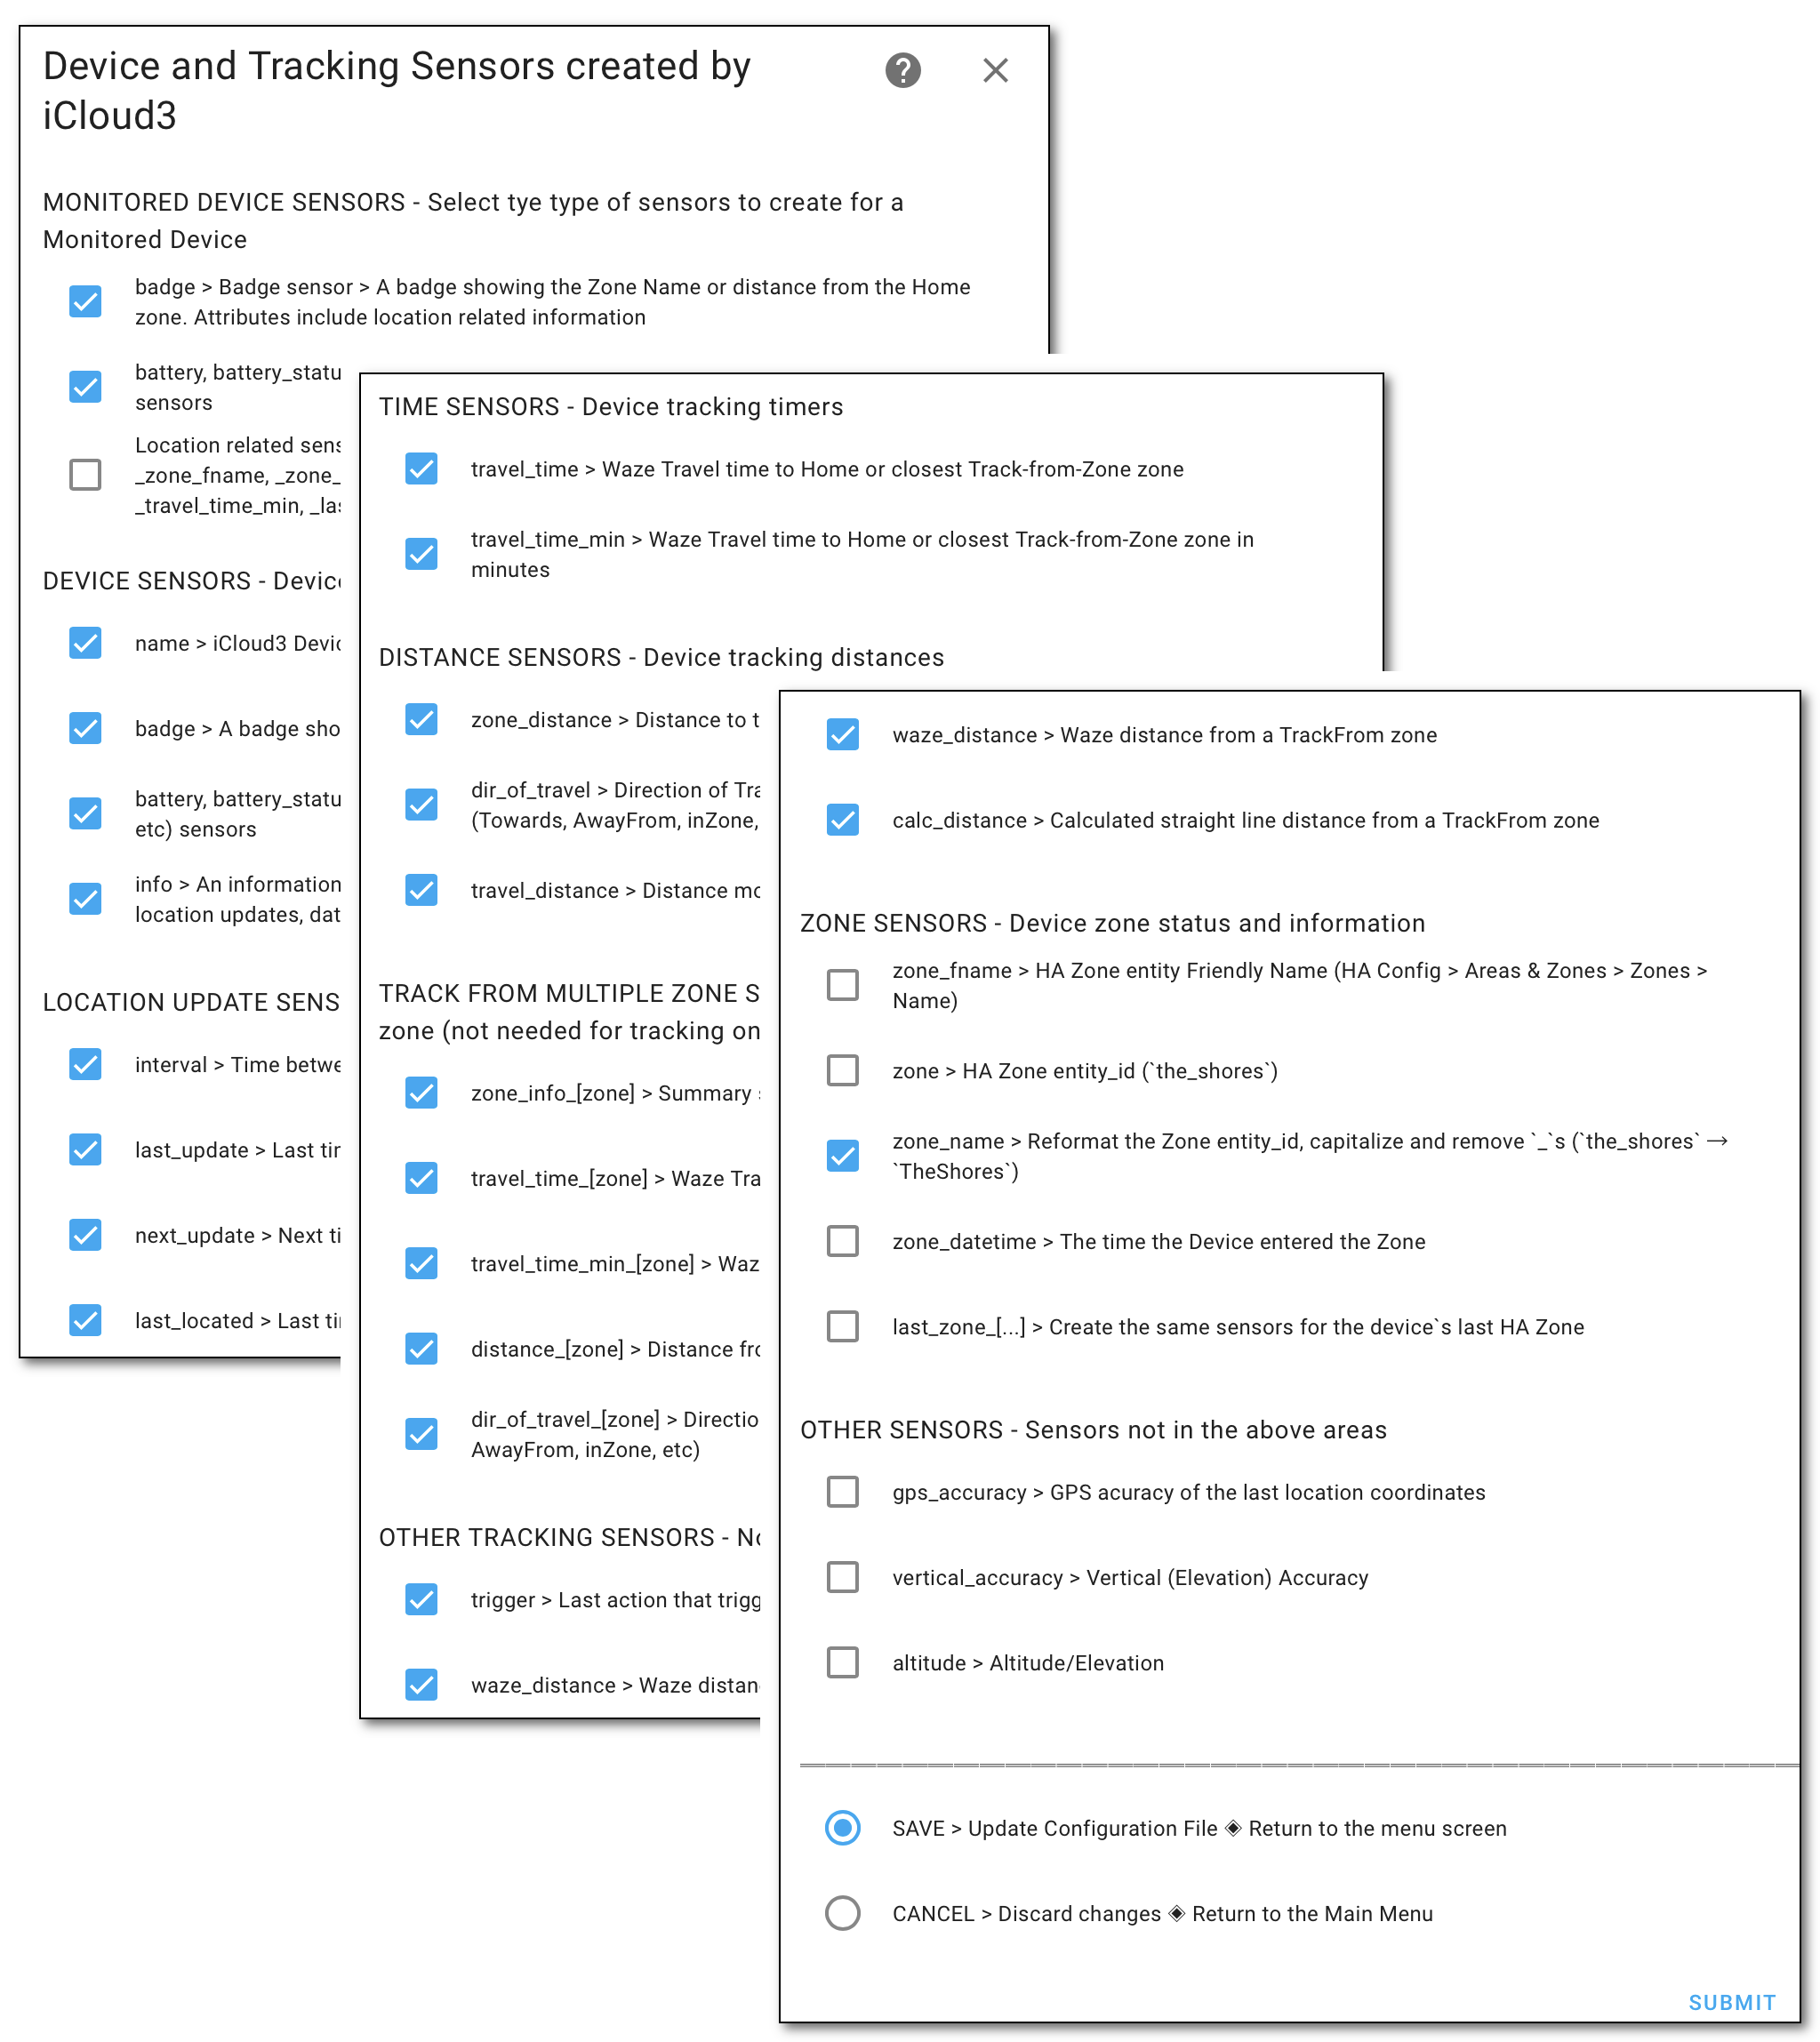 Device and Tracking Sensors created by
iCloud3
MONITORED DEVICE SENSORS - Select tye type of sensors to create for a
Monitored Device
badge > Badge sensor > A badge showing the Zone Name or distance from the Home
zone. Attributes include location related information
battery, battery_statu
sensors
Location related
_zone_fname, _zone_
_travel_time_min,
DEVICE SENSORS -
name > iCloud3
badge > A badge sho
battery, battery_statu
etc) sensors
info > An information
location updates, dat
LOCATION UPDATE SENS
interval > Time
last_update > Last
next_update > Next ti
last_located > Last
TIME SENSORS - Device tracking timers
travel_time > Waze Travel time to Home or closest Track-from-Zone zone
travel_time_min > Waze Travel time to Home or closest Track-from-Zone zone in
minutes
DISTANCE SENSORS - Device tracking distances
zone_distance > Distance to t
dir_of_travel > Direction of
(Towards, AwayFrom, inZone,
travel_distance > Distance
TRACK FROM MULTIPLE ZONE S
zone (not needed for tracking on
zone_info_[zone] > Summary
travel_time_[zone] > Waze Tra
travel_time_min_[zone] > Waz
distance_[zone] > Distance
dir_of_travel_[zone] > Directio
AwayFrom, inZone, etc)
OTHER TRACKING SENSORS -
trigger > Last action that trigg
waze_distance > Waze distan
waze_distance > Waze distance from a TrackFrom zone
calc_distance > Calculated straight line distance from a TrackFrom zone
ZONE SENSORS - Device zone status and information
zone_fname > HA Zone entity Friendly Name (HA Config > Areas & Zones > Zones >
Name)
zone > HA Zone entity_id (`the_shores`)
zone_name > Reformat the Zone entity_id, capitalize and remove `_`s (`the_shores` →
`TheShores`)
zone_datetime > The time the Device entered the Zone
last_zone_[...] > Create the same sensors for the device`s last HA Zone
OTHER SENSORS - Sensors not in the above areas
gps_accuracy > GPS acuracy of the last location coordinates
vertical_accuracy > Vertical (Elevation) Accuracy
altitude > Altitude/Elevation
SAVE > Update Configuration File ◈ Return to the menu screen
CANCEL > Discard changes ◈ Return to the Main Menu
SUBMIT